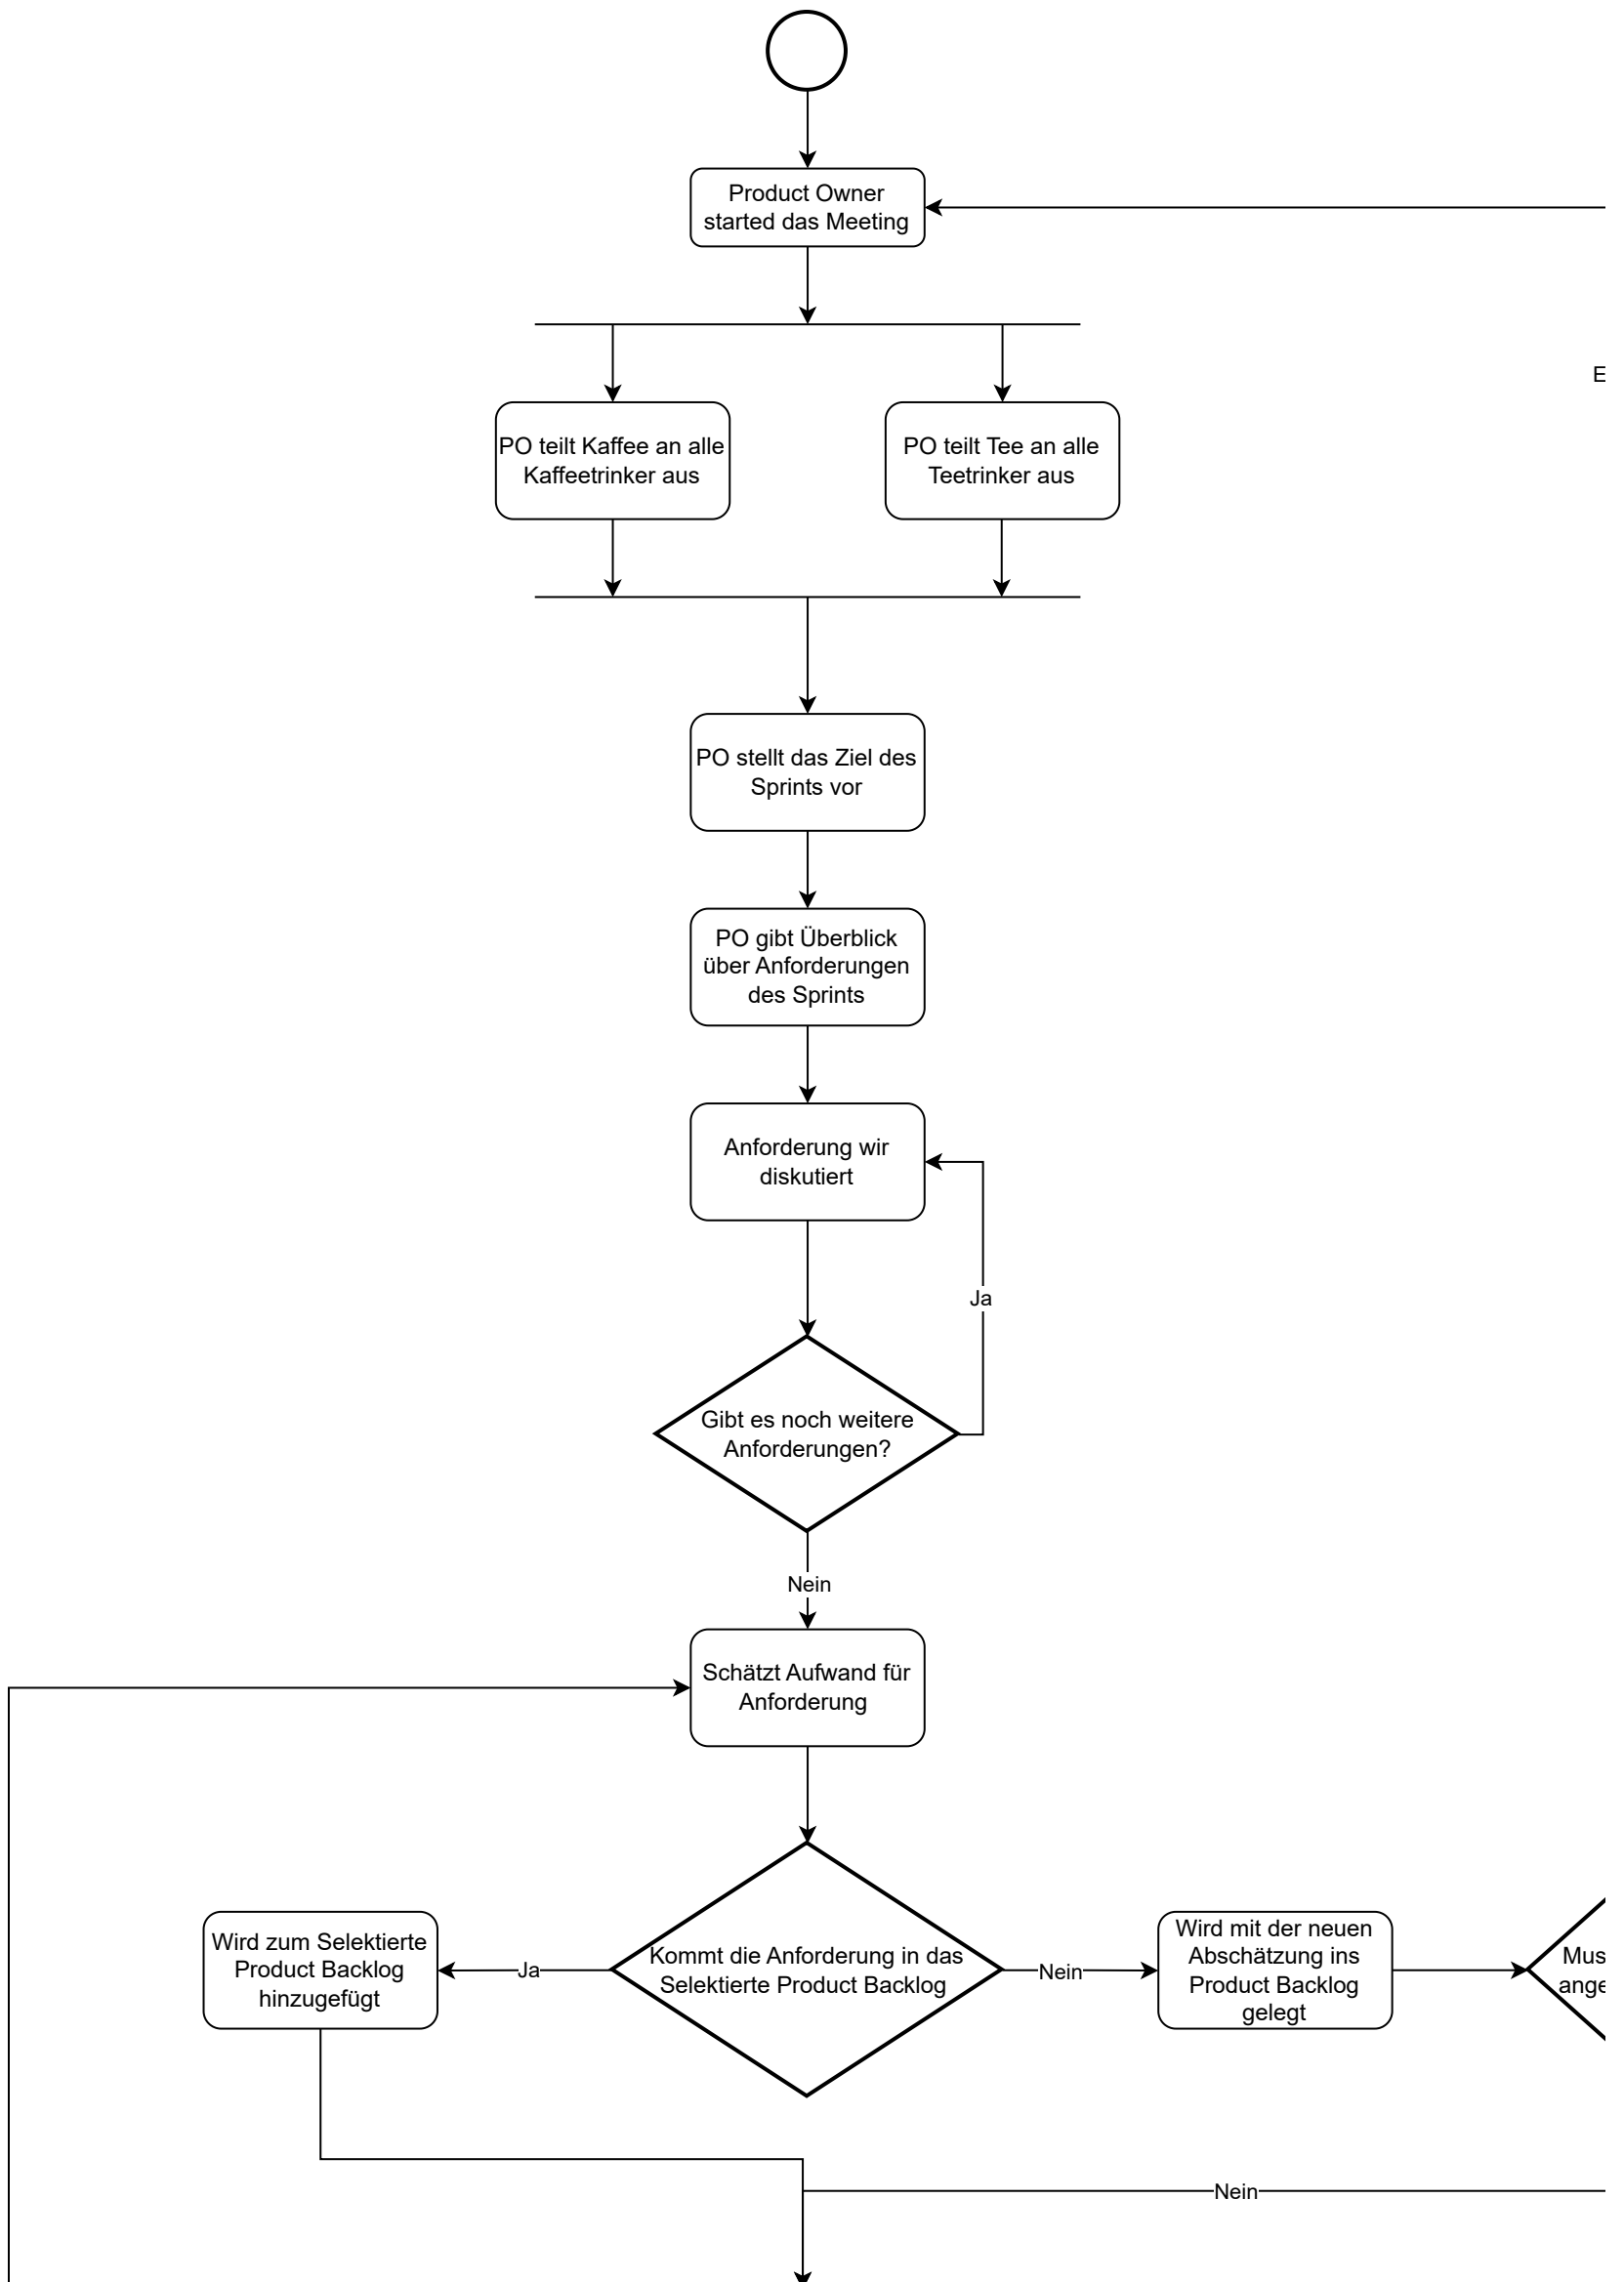 Product Owner
started das Meeting
E
PO teilt Kaffee an alle
Kaffeetrinker aus
PO teilt Tee an alle
Teetrinker aus
PO stellt das Ziel des
Sprints vor
PO gibt Überblick
über Anforderungen
des Sprints
Anforderung wir
diskutiert
Ja
Gibt es noch weitere
Anforderungen?
Nein
Schätzt Aufwand für
Anforderung
Wird zum Selektierte
Product Backlog
hinzugefügt
Ja
Kommt die Anforderung in das
Selektierte Product Backlog
Nein
Wird mit der neuen
Abschätzung ins
Product Backlog
gelegt
Mus
ange
Nein